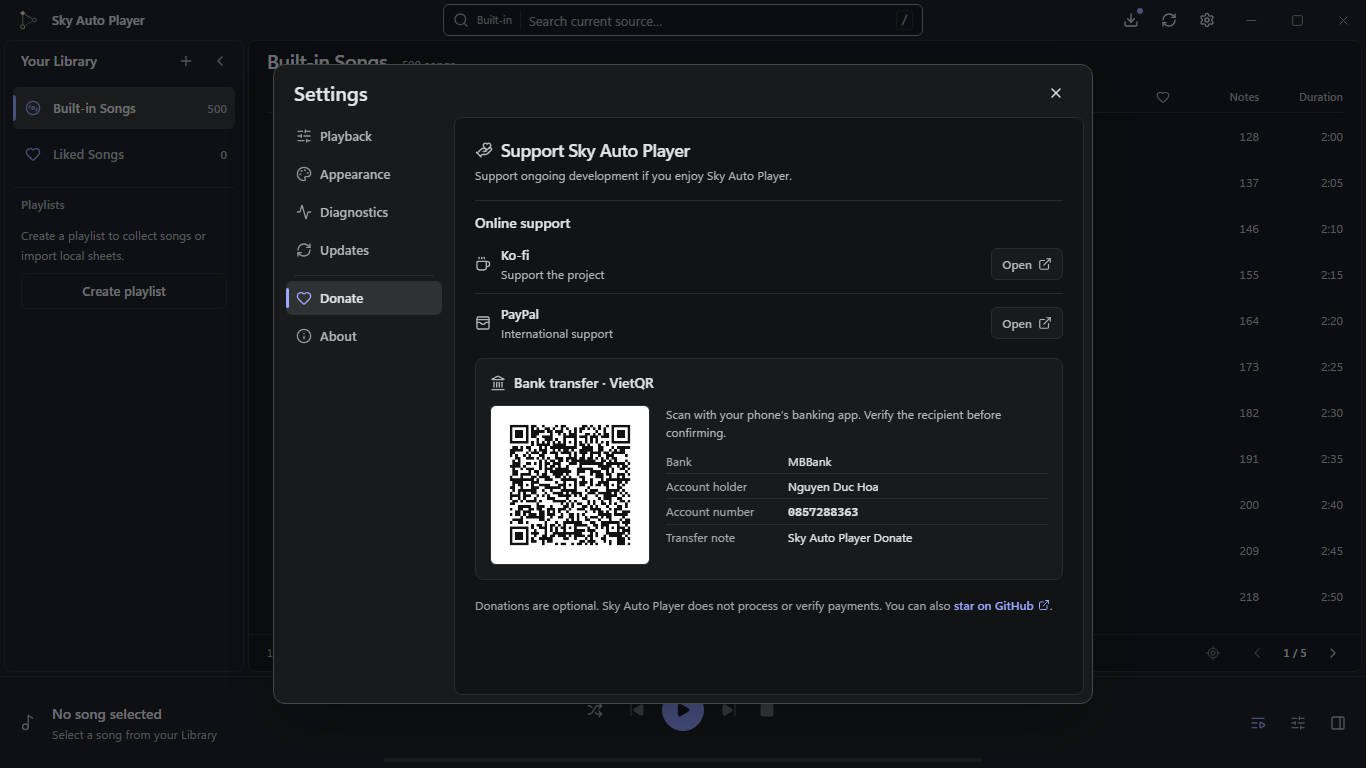 Sky Auto Player
Built-in
Search current source...
/
Your Library
Built-in Songs 500
Liked Songs 0
Playlists
Create a playlist to collect songs or
import local sheets.
Create playlist
Built-in Songs 500 songs
Notes Duration
128 2:00
137 2:05
146 2:10
155 2:15
164 2:20
173 2:25
182 2:30
191 2:35
200 2:40
209 2:45
218 2:50
1 / 5
Settings
Playback
Appearance
Diagnostics
Updates
Donate
About
Support Sky Auto Player
Support ongoing development if you enjoy Sky Auto Player.
Online support
Ko-fi
Support the project
Open
PayPal
International support
Open
Bank transfer · VietQR
Scan with your phone's banking app. Verify the recipient before
confirming.
Bank MBBank
Account holder Nguyen Duc Hoa
Account number 0857288363
Transfer note Sky Auto Player Donate
Donations are optional. Sky Auto Player does not process or verify payments. You can also star on GitHub.
No song selected
Select a song from your Library